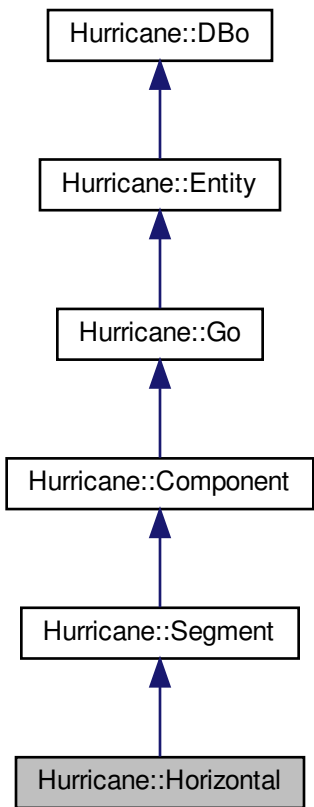 Hurricane::DBo
Hurricane::Entity
Hurricane::Go
Hurricane::Component
Hurricane::Segment
Hurricane::Horizontal